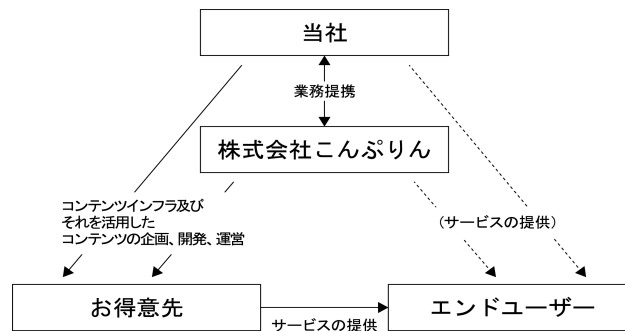 当社
業務提携
株式会社こんぷりん
コンテンツインフラ及び
それを活用した
コンテンツの企画、開発、運営
（サービスの提供）
お得意先
サービスの提供
エンドユーザー